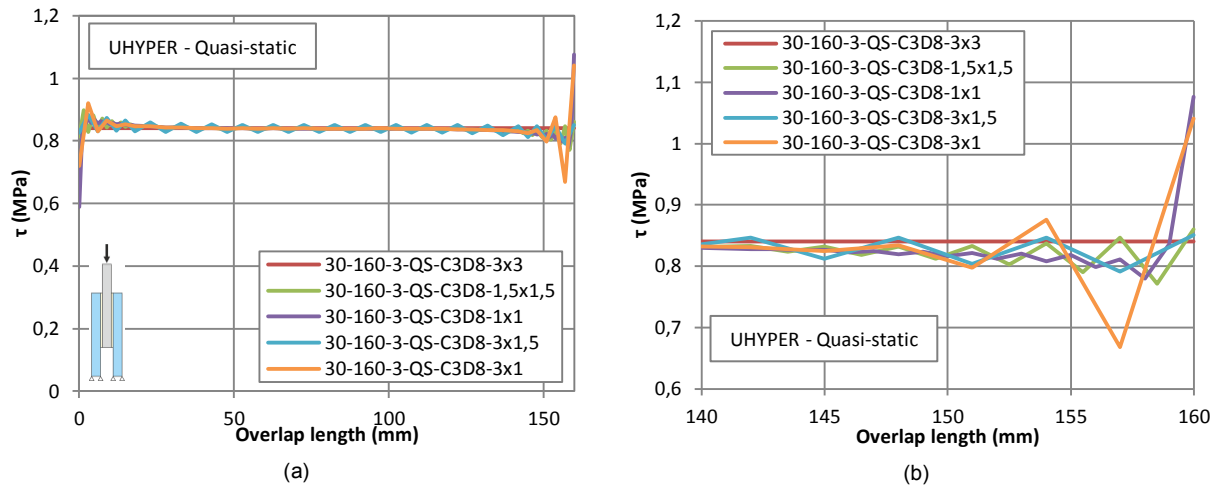 1,2
1
0,8
0,6
0,4
0,2
0
τ (MPa)
UHYPER - Quasi-static
30-160-3-QS-C3D8-3x3
30-160-3-QS-C3D8-1,5x1,5
30-160-3-QS-C3D8-1x1
30-160-3-QS-C3D8-3x1,5
30-160-3-QS-C3D8-3x1
0 50 100 150
Overlap length (mm)
(a)
1,2
1,1
1
0,9
0,8
0,7
0,6
τ (MPa)
30-160-3-QS-C3D8-3x3
30-160-3-QS-C3D8-1,5x1,5
30-160-3-QS-C3D8-1x1
30-160-3-QS-C3D8-3x1,5
30-160-3-QS-C3D8-3x1
UHYPER - Quasi-static
140 145 150 155 160
Overlap length (mm)
(b)